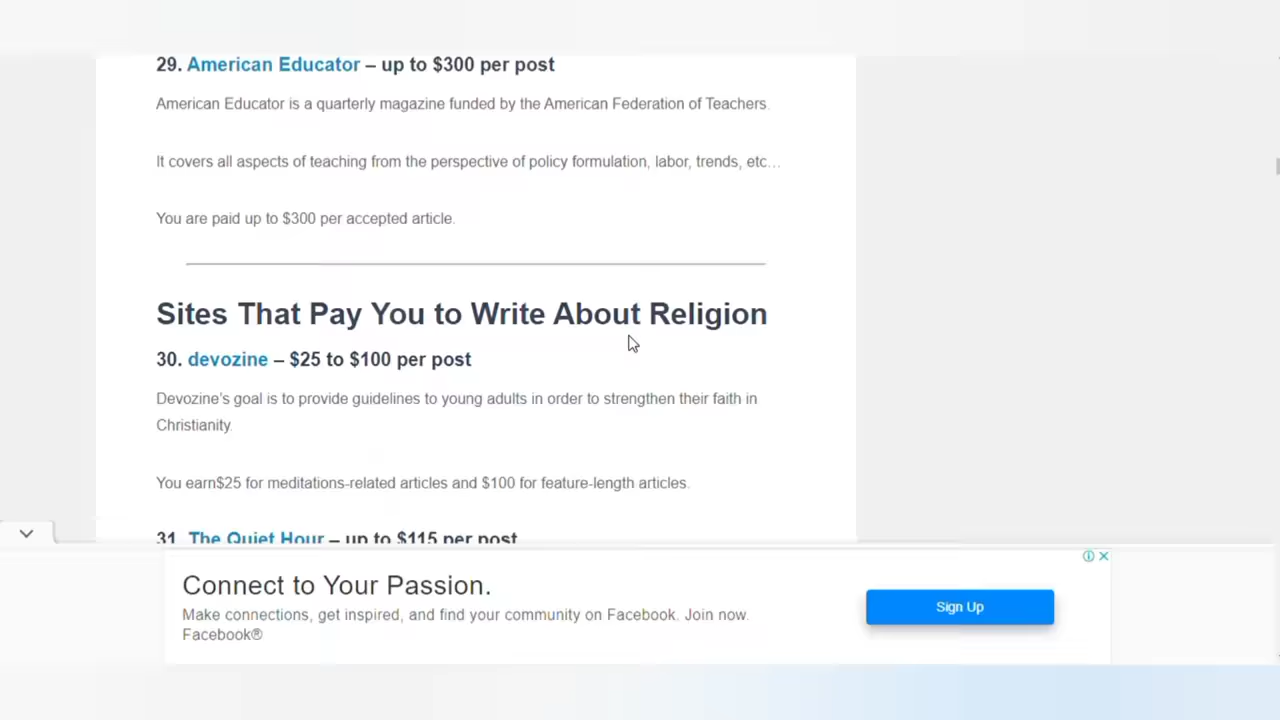 29. American Educator – up to $300 per post
American Educator is a quarterly magazine funded by the American Federation of Teachers.
It covers all aspects of teaching from the perspective of policy formulation, labor, trends, etc…
You are paid up to $300 per accepted article.
Sites That Pay You to Write About Religion
30. devozine – $25 to $100 per post
Devozine's goal is to provide guidelines to young adults in order to strengthen their faith in
Christianity.
You earn$25 for meditations-related articles and $100 for feature-length articles.
31. The Quiet Hour – up to $115 per post
Connect to Your Passion.
Make connections, get inspired, and find your community on Facebook. Join now.
Facebook®
Sign Up